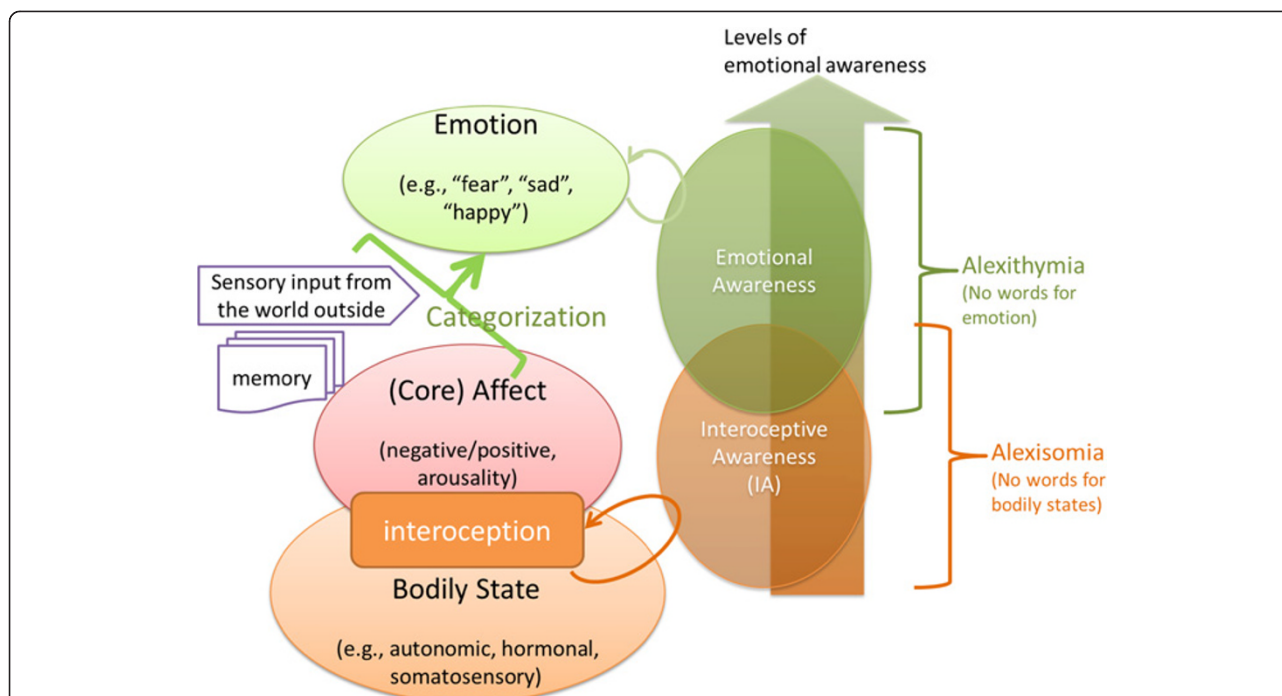 Levels of
emotional awareness
Emotion
(e.g., “fear”, “sad”,
“happy”)
Sensory input from
the world outside
Categorization
memory
(Core) Affect
(negative/positive,
arousality)
interoception
Bodily State
(e.g., autonomic, hormonal,
somatosensory)
Emotional
Awareness
Interoceptive
Awareness
(IA)
Alexithymia
(No words for
emotion)
Alexisomia
(No words for
bodily states)